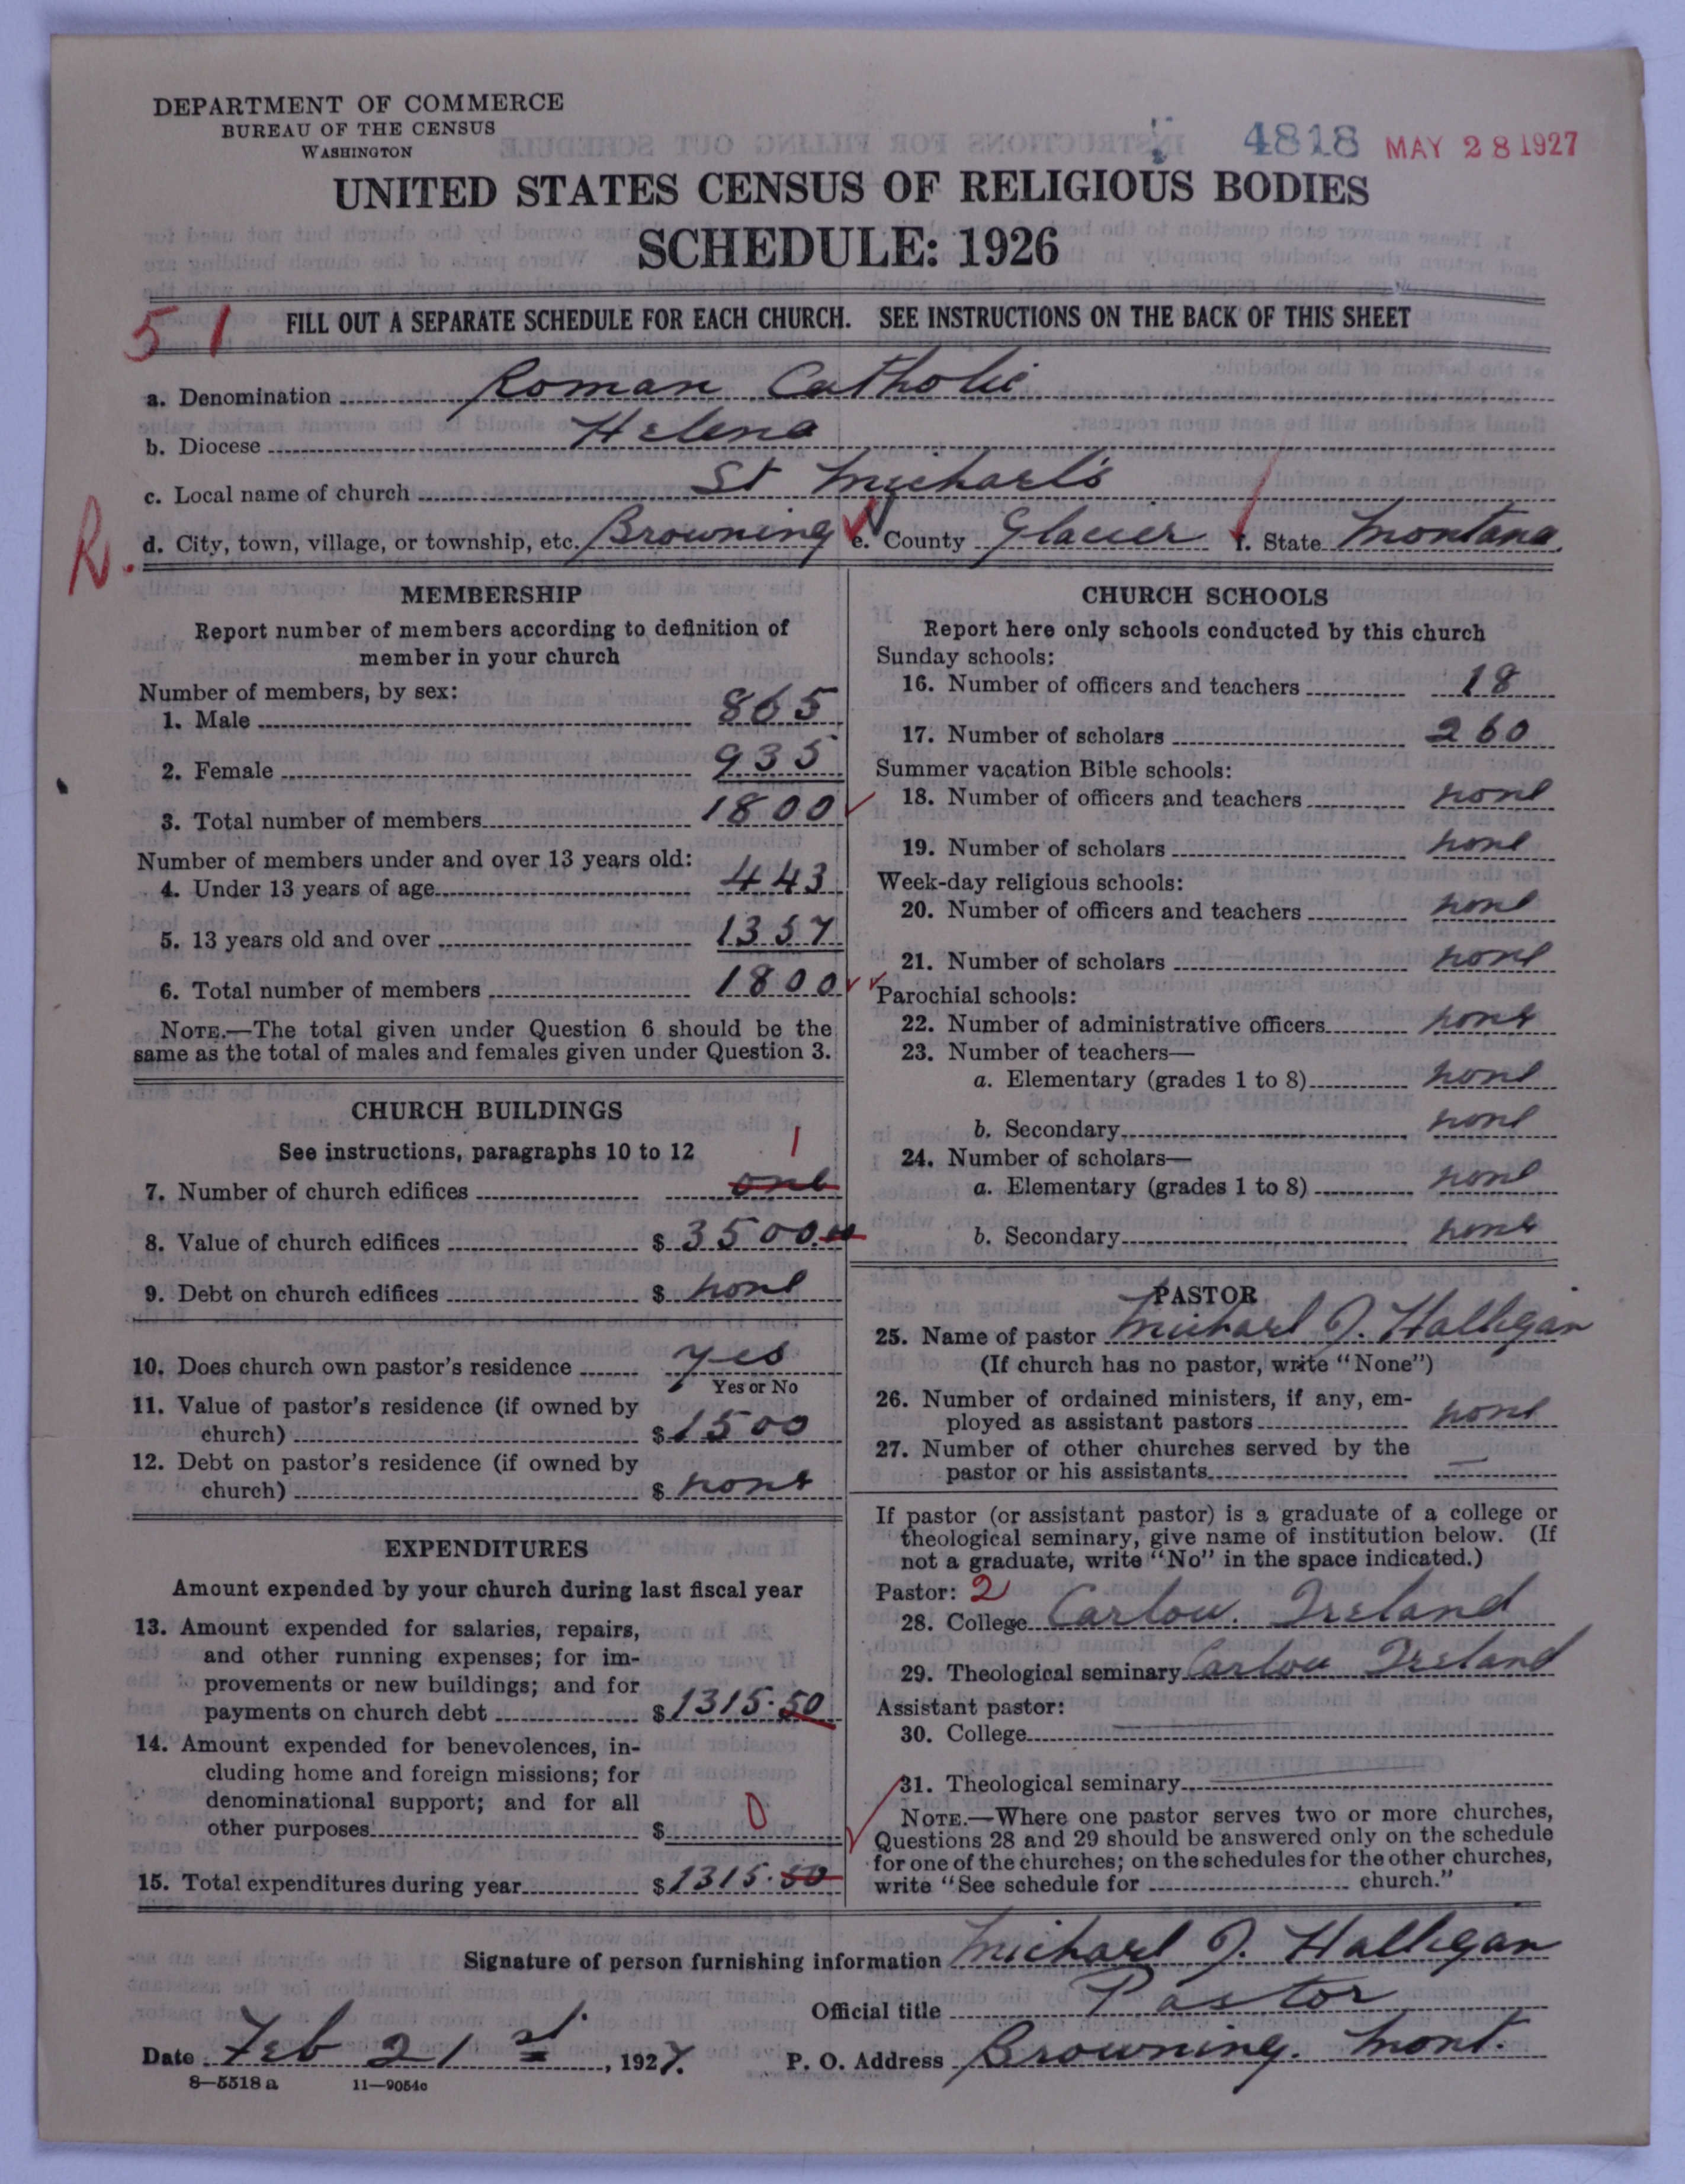 DEPARTMENT OF COMMERCE
BUREAU OF THE CENSUS
WASHINGTON
4818 MAY 28 1927
UNITED STATES CENSUS OF RELIGIOUS BODIES
SCHEDULE: 1926
51
FILL OUT A SEPARATE SCHEDULE FOR EACH CHURCH. SEE INSTRUCTIONS ON THE BACK OF THIS SHEET
a. Denomination Roman Catholic
b. Diocese Helena
c. Local name of church St Michael's
R.
d. City, town, village, or township, etc. Browning e. County Glacier f. State Montana
MEMBERSHIP
Report number of members according to definition of
member in your church
Number of members, by sex:
1. Male 865
2. Female 935
3. Total number of members 1800
Number of members under and over 13 years old:
4. Under 13 years of age 443
5. 13 years old and over 1357
6. Total number of members 1800
NOTE.—The total given under Question 6 should be the
same as the total of males and females given under Question 3.
CHURCH BUILDINGS
See instructions, paragraphs 10 to 12
1
7. Number of church edifices one
8. Value of church edifices $ 3500.00
9. Debt on church edifices $ none
10. Does church own pastor's residence yes
Yes or No
11. Value of pastor's residence (if owned by
church) $ 1500
12. Debt on pastor's residence (if owned by
church) $ none
EXPENDITURES
Amount expended by your church during last fiscal year
13. Amount expended for salaries, repairs,
and other running expenses; for im-
provements or new buildings; and for
payments on church debt $ 1315.50
14. Amount expended for benevolences, in-
cluding home and foreign missions; for
denominational support; and for all
other purposes $ 0
15. Total expenditures during year $ 1315.50
CHURCH SCHOOLS
Report here only schools conducted by this church
Sunday schools:
16. Number of officers and teachers 18
17. Number of scholars 260
Summer vacation Bible schools:
18. Number of officers and teachers none
19. Number of scholars none
Week-day religious schools:
20. Number of officers and teachers none
21. Number of scholars none
Parochial schools:
22. Number of administrative officers none
23. Number of teachers—
a. Elementary (grades 1 to 8) none
b. Secondary none
24. Number of scholars—
a. Elementary (grades 1 to 8) none
b. Secondary none
PASTOR
25. Name of pastor Michael J. Halligan
(If church has no pastor, write "None")
26. Number of ordained ministers, if any, em-
ployed as assistant pastors none
27. Number of other churches served by the
pastor or his assistants —
If pastor (or assistant pastor) is a graduate of a college or
theological seminary, give name of institution below. (If
not a graduate, write "No" in the space indicated.)
Pastor: 2
28. College Carlow. Ireland
29. Theological seminary Carlow Ireland
Assistant pastor:
30. College
31. Theological seminary
NOTE.—Where one pastor serves two or more churches,
Questions 28 and 29 should be answered only on the schedule
for one of the churches; on the schedules for the other churches,
write "See schedule for church."
Signature of person furnishing information Michael J. Halligan
Official title Pastor
Date Feb 21st, 1927. P. O. Address Browning. Mont.
8—5518 a 11—9054c